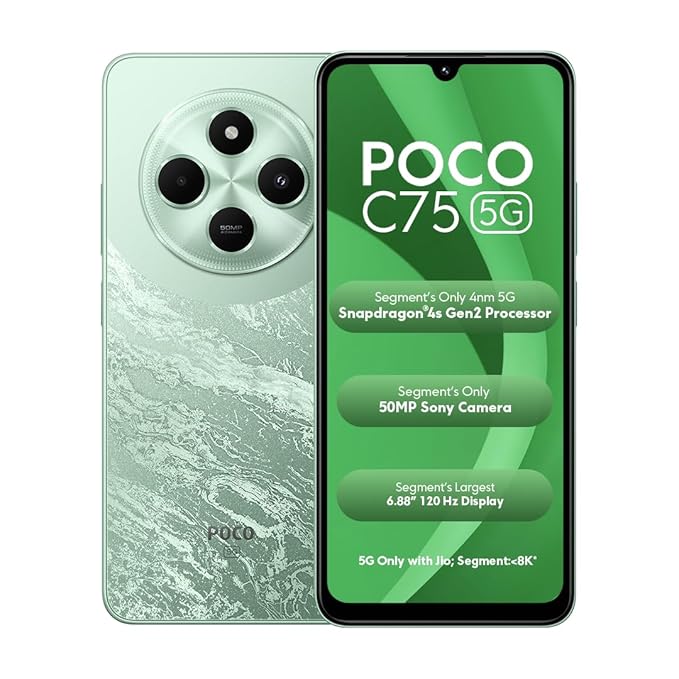 50MP
POCO
5G
POCO
C75 5G
Segment's Only 4nm 5G
Snapdragon®4s Gen2 Processor
Segment's Only
50MP Sony Camera
Segment's Largest
6.88" 120 Hz Display
5G Only with Jio; Segment:<8K*